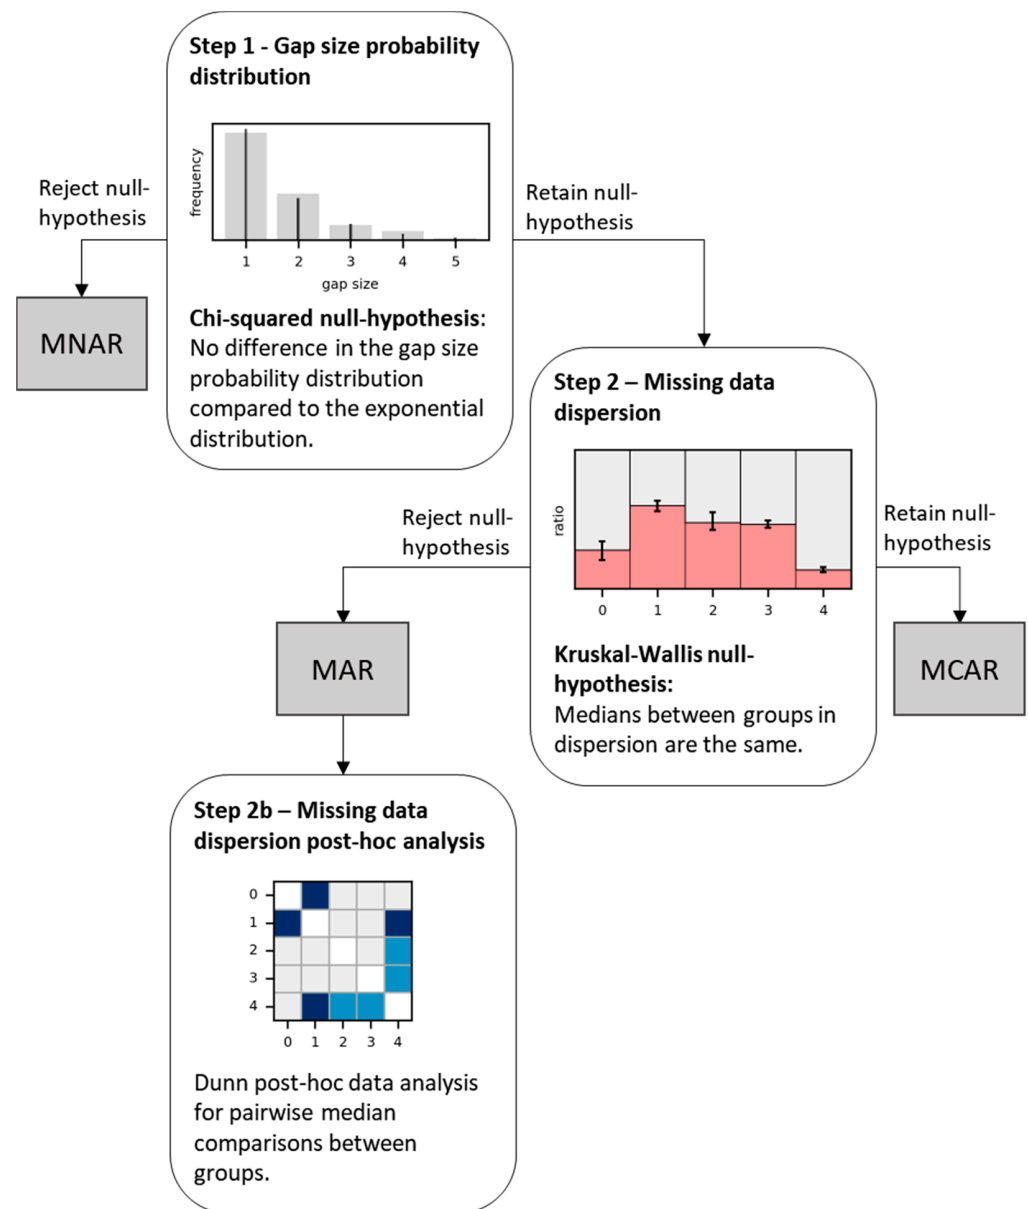 Step 1 - Gap size probability
distribution
frequency
1 2 3 4 5
gap size
Chi-squared null-hypothesis:
No difference in the gap size
probability distribution
compared to the exponential
distribution.
Reject null-
hypothesis
MNAR
Retain null-
hypothesis
Step 2 – Missing data
dispersion
ratio
0 1 2 3 4
Kruskal-Wallis null-
hypothesis:
Medians between groups in
dispersion are the same.
Reject null-
hypothesis
MAR
Retain null-
hypothesis
MCAR
Step 2b – Missing data
dispersion post-hoc analysis
0
1
2
3
4
0 1 2 3 4
Dunn post-hoc data analysis
for pairwise median
comparisons between
groups.